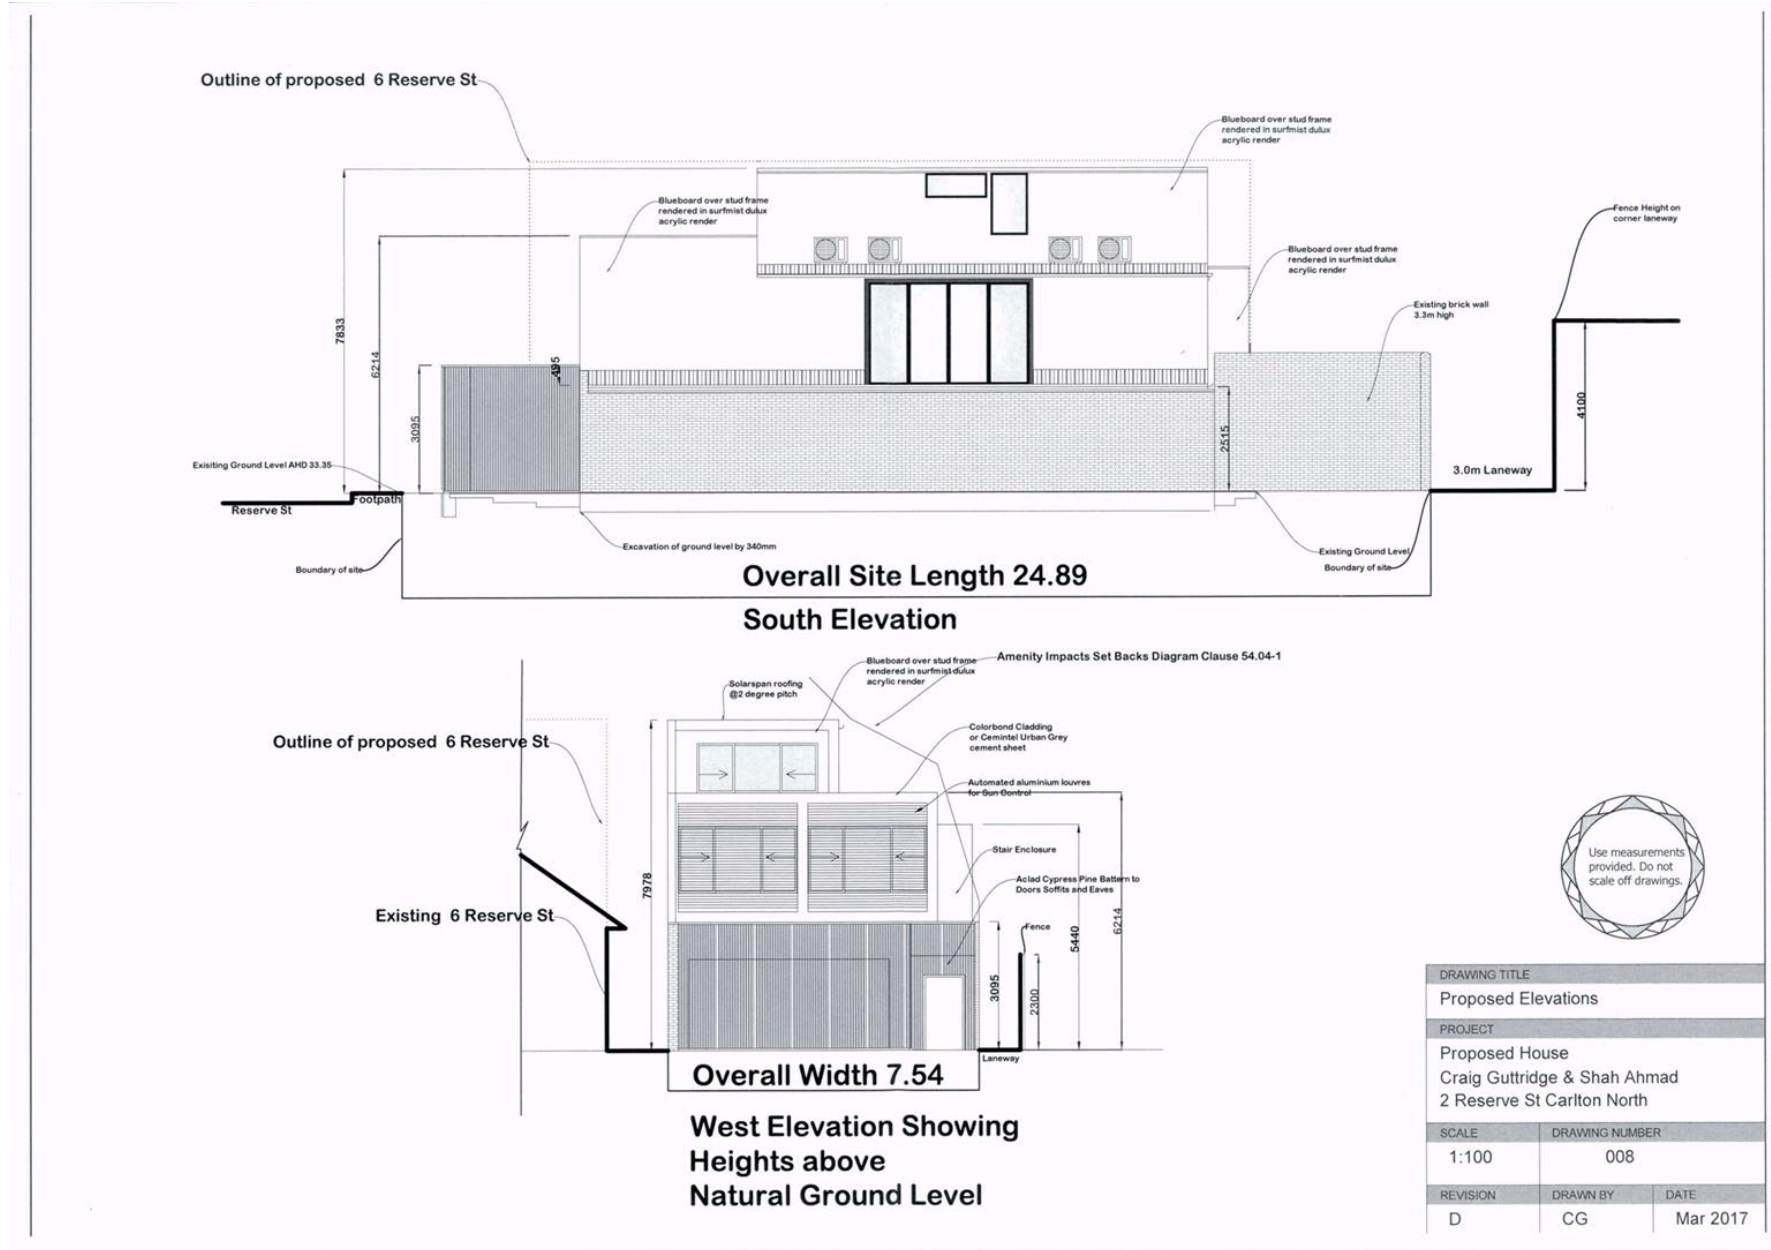 Outline of proposed 6 Reserve St
Blueboard over stud frame
rendered in surfmist dulux
acrylic render
Blueboard over stud frame
rendered in surfmist dulux
acrylic render
Fence Height on
corner laneway
Blueboard over stud frame
rendered in surfmist dulux
acrylic render
Existing brick wall
3.3m high
7833
6214
495
3095
2515
4100
3.0m Laneway
Exisiting Ground Level AHD 33.35
Footpath
Reserve St
Excavation of ground level by 340mm
Existing Ground Level
Boundary of site
Boundary of site
Overall Site Length 24.89
South Elevation
Blueboard over stud frame
rendered in surfmist dulux
acrylic render
Amenity Impacts Set Backs Diagram Clause 54.04-1
Solarspan roofing
@2 degree pitch
Outline of proposed 6 Reserve St
Colorbond Cladding
or Cemintel Urban Grey
cement sheet
Automated aluminium louvres
for Sun Control
Stair Enclosure
Aclad Cypress Pine Battern to
Doors Soffits and Eaves
Existing 6 Reserve St
7978
Fence
3095
2300
5440
6214
Laneway
Overall Width 7.54
West Elevation Showing
Heights above
Natural Ground Level
Use measurements
provided. Do not
scale off drawings.
DRAWING TITLE
Proposed Elevations
PROJECT
Proposed House
Craig Guttridge & Shah Ahmad
2 Reserve St Carlton North
SCALE
DRAWING NUMBER
1:100
008
REVISION
DRAWN BY
DATE
D
CG
Mar 2017